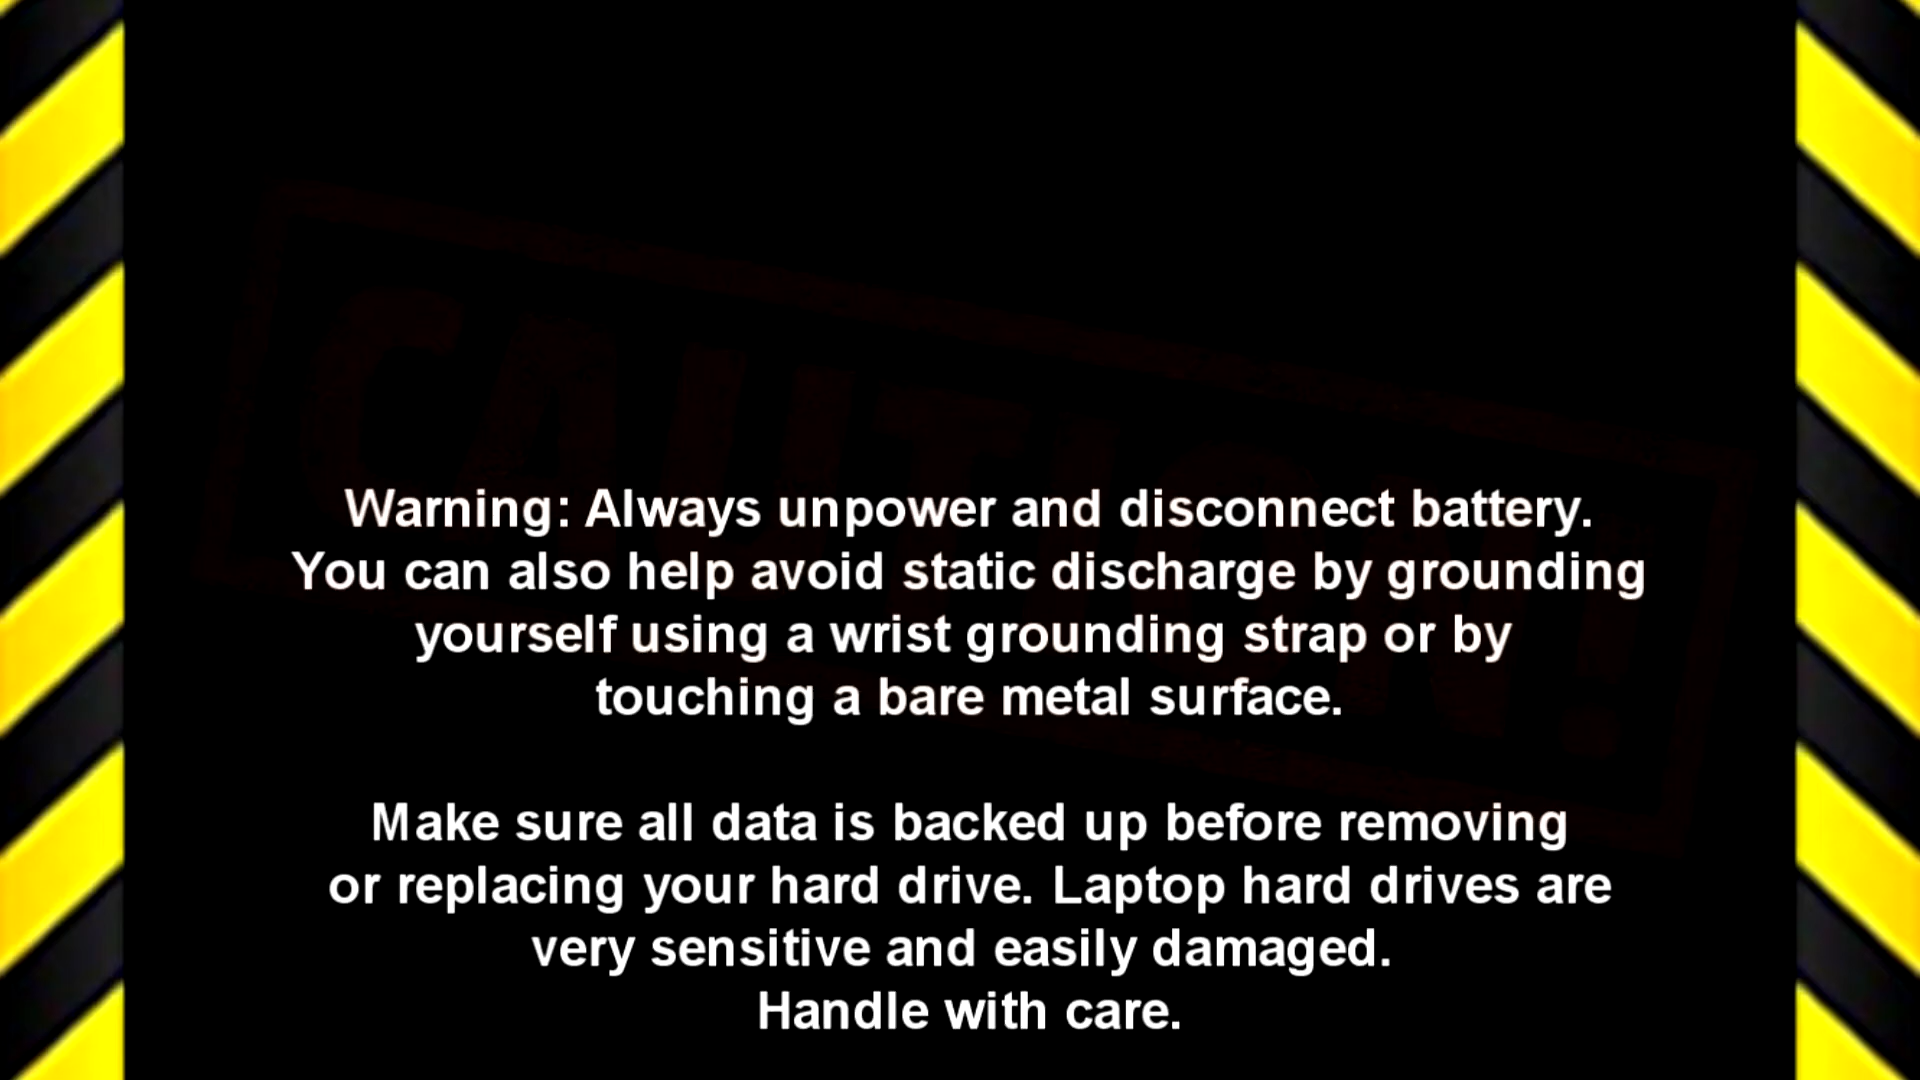 CAUTION!
Warning: Always unpower and disconnect battery.
You can also help avoid static discharge by grounding
yourself using a wrist grounding strap or by
touching a bare metal surface.
Make sure all data is backed up before removing
or replacing your hard drive. Laptop hard drives are
very sensitive and easily damaged.
Handle with care.